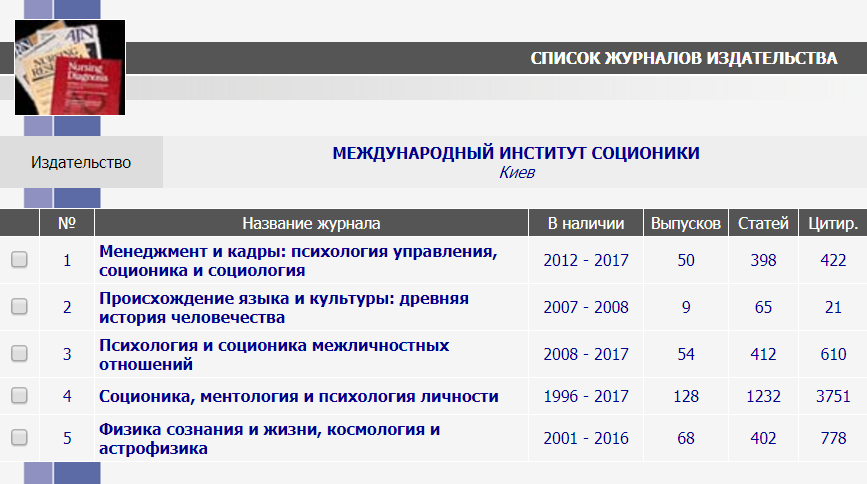 AJN
NURSING
Nursing
Diagnosis
СПИСОК ЖУРНАЛОВ ИЗДАТЕЛЬСТВА
Издательство
МЕЖДУНАРОДНЫЙ ИНСТИТУТ СОЦИОНИКИ
Киев
№ Название журнала В наличии Выпусков Статей Цитир.
1 Менеджмент и кадры: психология управления, соционика и социология 2012 - 2017 50 398 422
2 Происхождение языка и культуры: древняя история человечества 2007 - 2008 9 65 21
3 Психология и соционика межличностных отношений 2008 - 2017 54 412 610
4 Соционика, ментология и психология личности 1996 - 2017 128 1232 3751
5 Физика сознания и жизни, космология и астрофизика 2001 - 2016 68 402 778